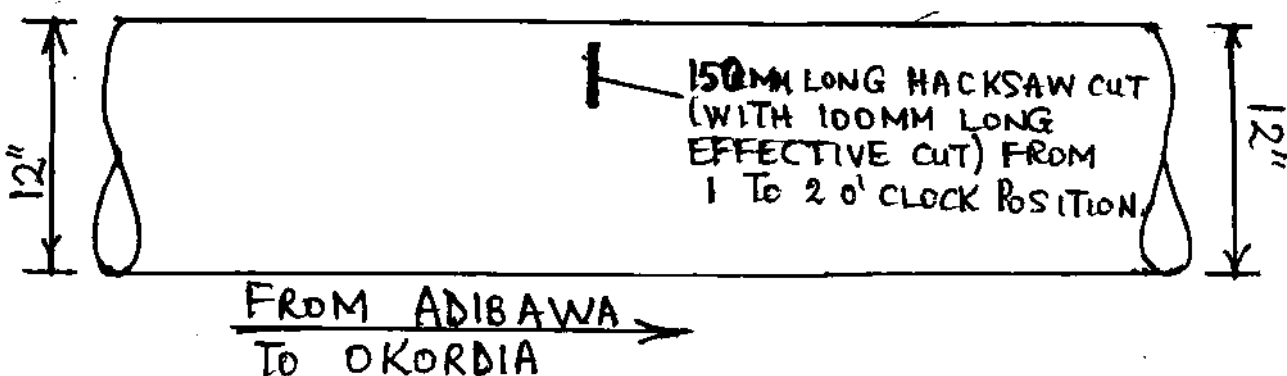 12"
150MM LONG HACKSAW CUT
(WITH 100MM LONG
EFFECTIVE CUT) FROM
1 TO 2 O'CLOCK POSITION.
12"
FROM ADIBAWA
TO OKORDIA